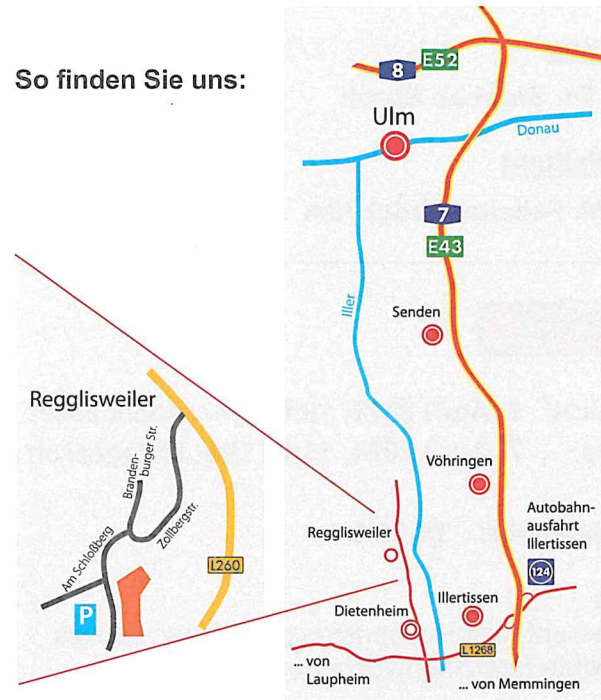 So finden Sie uns:
8
E52
Ulm
Donau
7
E43
Iller
Senden
Regglisweiler
Branden-
burger Str.
Zollbergstr.
Am Schloßberg
L260
P
Vöhringen
Autobahn-
ausfahrt
Illertissen
124
Regglisweiler
Dietenheim
Illertissen
L1268
... von
Laupheim
... von Memmingen